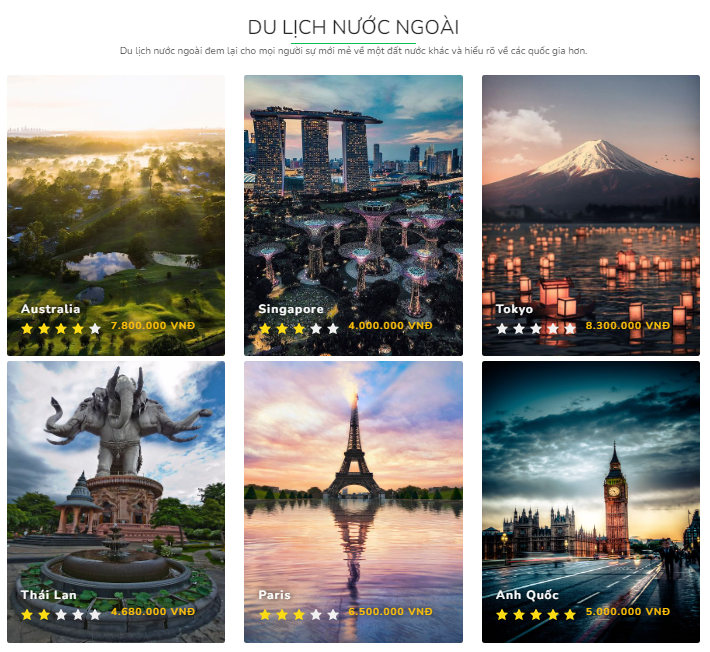 DU LỊCH NƯỚC NGOÀI
Du lịch nước ngoài đem lại cho mọi người sự mới mẻ về một đất nước khác và hiểu rõ về các quốc gia hơn.
Australia
7.800.000 VNĐ
Singapore
4.000.000 VNĐ
Tokyo
8.300.000 VNĐ
Thái Lan
4.680.000 VNĐ
Paris
6.500.000 VNĐ
Anh Quốc
5.000.000 VNĐ